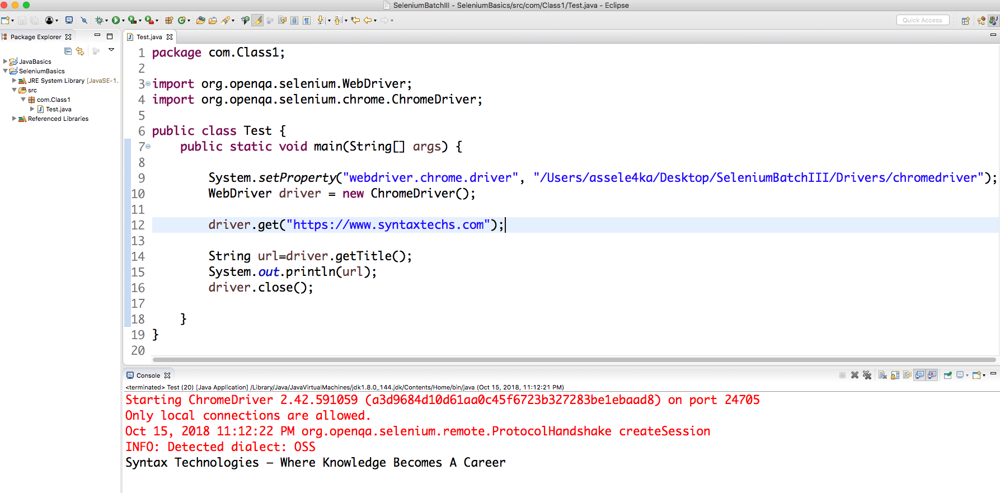 SeleniumBatchIII - SeleniumBasics/src/com/Class1/Test.java - Eclipse
Quick Access
Package Explorer
JavaBasics
SeleniumBasics
JRE System Library [JavaSE-1.
src
com.Class1
Test.java
Referenced Libraries
Test.java
1 package com.Class1;
2
3 import org.openqa.selenium.WebDriver;
4 import org.openqa.selenium.chrome.ChromeDriver;
5
6 public class Test {
7 public static void main(String[] args) {
8
9 System.setProperty("webdriver.chrome.driver", "/Users/assele4ka/Desktop/SeleniumBatchIII/Drivers/chromedriver");
10 WebDriver driver = new ChromeDriver();
11
12 driver.get("https://www.syntaxtechs.com");
13
14 String url=driver.getTitle();
15 System.out.println(url);
16 driver.close();
17
18 }
19 }
20
Console
<terminated> Test (20) [Java Application] /Library/Java/JavaVirtualMachines/jdk1.8.0_144.jdk/Contents/Home/bin/java (Oct 15, 2018, 11:12:21 PM)
Starting ChromeDriver 2.42.591059 (a3d9684d10d61aa0c45f6723b327283be1ebaad8) on port 24705
Only local connections are allowed.
Oct 15, 2018 11:12:22 PM org.openqa.selenium.remote.ProtocolHandshake createSession
INFO: Detected dialect: OSS
Syntax Technologies – Where Knowledge Becomes A Career